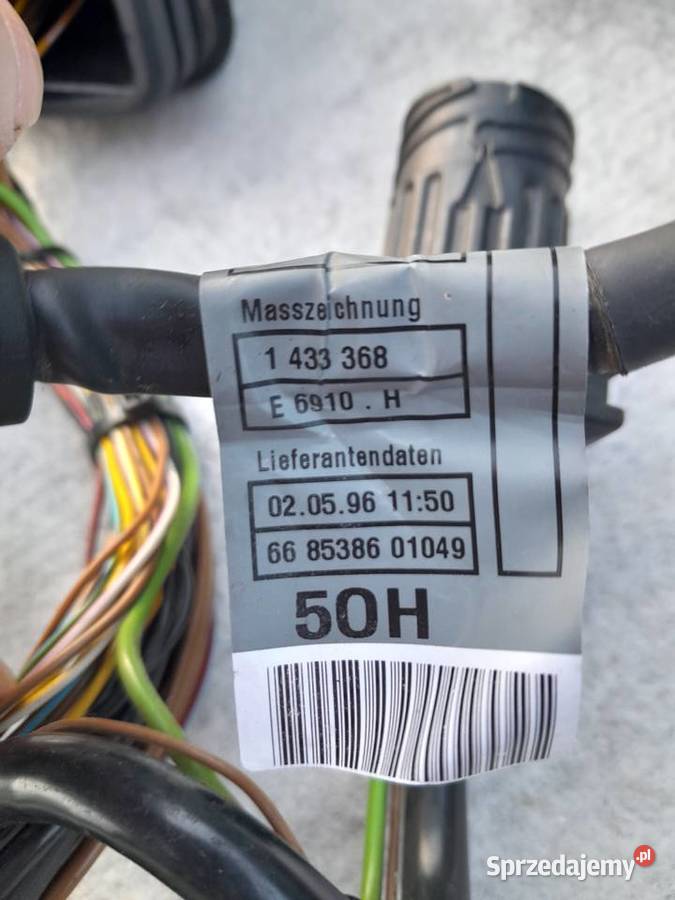 Masszeichnung
1 433 368
E 6910 . H
Lieferantendaten
02.05.96 11:50
66 85386 01049
50H
Sprzedajemy.pl